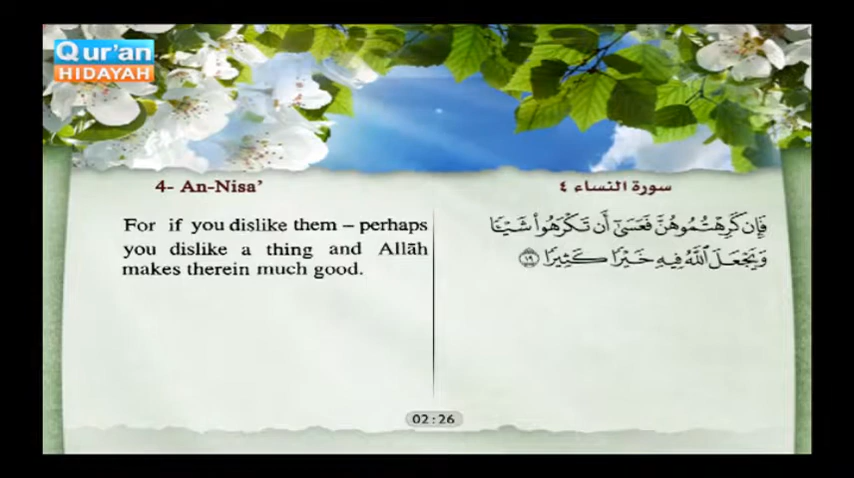 Qur'an
HIDAYAH
4- An-Nisa’
سورة النساء ٤
For if you dislike them – perhaps
you dislike a thing and Allāh
makes therein much good.
فَإِن كَرِهْتُمُوهُنَّ فَعَسَىٰٓ أَن تَكْرَهُوا۟ شَيْـًٔا
وَيَجْعَلَ ٱللَّهُ فِيهِ خَيْرًا كَثِيرًا ١٩
02:26